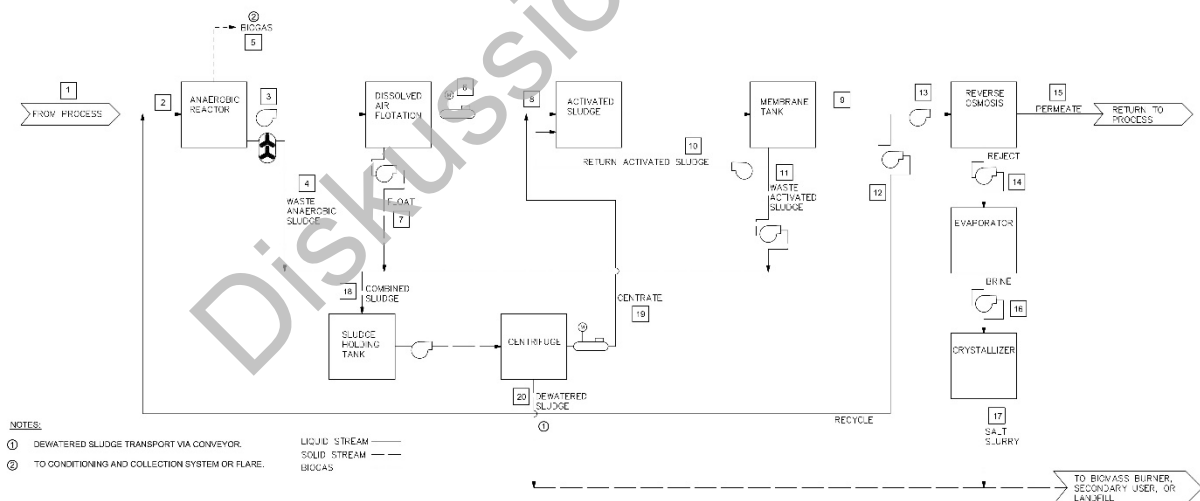 ②
BIOGAS
5
1
FROM PROCESS
2
ANAEROBIC
REACTOR
3
4
WASTE
ANAEROBIC
SLUDGE
DISSOLVED
AIR
FLOTATION
6
M
FLOAT
7
8
ACTIVATED
SLUDGE
RETURN ACTIVATED SLUDGE
10
MEMBRANE
TANK
9
11
WASTE
ACTIVATED
SLUDGE
12
13
REVERSE
OSMOSIS
15
PERMEATE
RETURN TO
PROCESS
REJECT
14
EVAPORATOR
BRINE
16
CRYSTALLIZER
17
SALT
SLURRY
18
COMBINED
SLUDGE
SLUDGE
HOLDING
TANK
CENTRIFUGE
M
CENTRATE
19
20
DEWATERED
SLUDGE
①
RECYCLE
NOTES:
① DEWATERED SLUDGE TRANSPORT VIA CONVEYOR.
② TO CONDITIONING AND COLLECTION SYSTEM OR FLARE.
LIQUID STREAM
SOLID STREAM
BIOGAS
TO BIOMASS BURNER,
SECONDARY USER, OR
LANDFILL
Diskussion